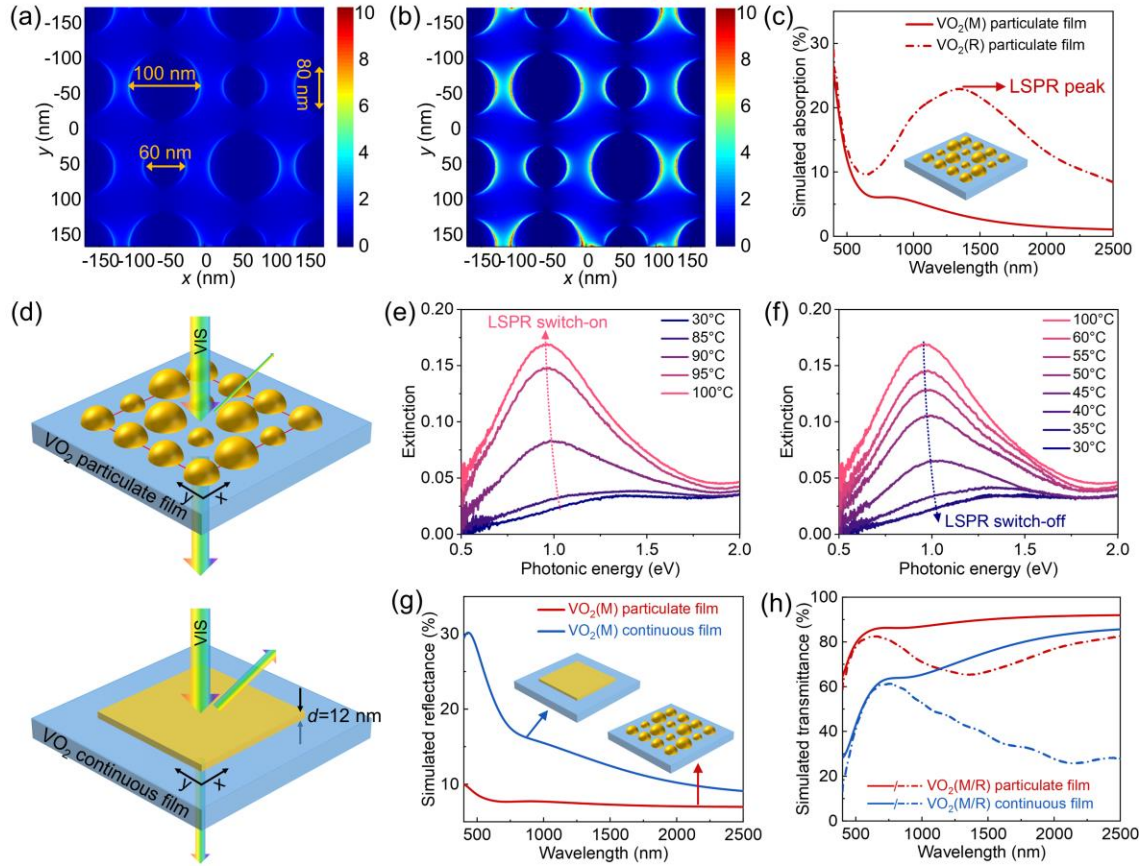 (a)
-150
-100
-50
0
50
100
150
y (nm)
100 nm
80 nm
60 nm
-150-100 -50 0 50 100 150
x (nm)
10
8
6
4
2
0
(b)
-150
-100
-50
0
50
100
150
y (nm)
-150-100 -50 0 50 100 150
x (nm)
10
8
6
4
2
0
(c)
VO2(M) particulate film
VO2(R) particulate film
LSPR peak
Simulated absorption (%)
30
20
10
0
500 1000 1500 2000 2500
Wavelength (nm)
(d)
VIS
VO2 particulate film
y x
VIS
d=12 nm
VO2 continuous film
y x
(e)
LSPR switch-on
30°C
85°C
90°C
95°C
100°C
Extinction
0.20
0.15
0.10
0.05
0.00
0.5 1.0 1.5 2.0
Photonic energy (eV)
(f)
100°C
60°C
55°C
50°C
45°C
40°C
35°C
30°C
LSPR switch-off
Extinction
0.20
0.15
0.10
0.05
0.00
0.5 1.0 1.5 2.0
Photonic energy (eV)
(g)
VO2(M) particulate film
VO2(M) continuous film
Simulated reflectance (%)
30
20
10
0
500 1000 1500 2000 2500
Wavelength (nm)
(h)
Simulated transmittance (%)
100
80
60
40
20
0
VO2(M/R) particulate film
VO2(M/R) continuous film
500 1000 1500 2000 2500
Wavelength (nm)